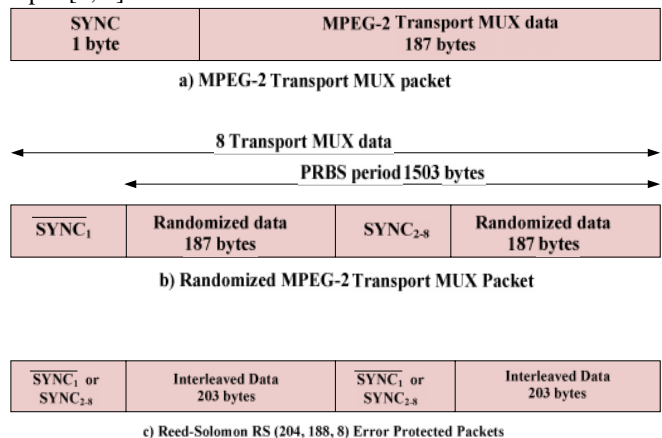 SYNC
1 byte
MPEG-2 Transport MUX data
187 bytes
a) MPEG-2 Transport MUX packet
8 Transport MUX data
PRBS period 1503 bytes
SYNC1
Randomized data
187 bytes
SYNC2-8
Randomized data
187 bytes
b) Randomized MPEG-2 Transport MUX Packet
SYNC1 or
SYNC2-8
Interleaved Data
203 bytes
SYNC1 or
SYNC2-8
Interleaved Data
203 bytes
c) Reed-Solomon RS (204, 188, 8) Error Protected Packets